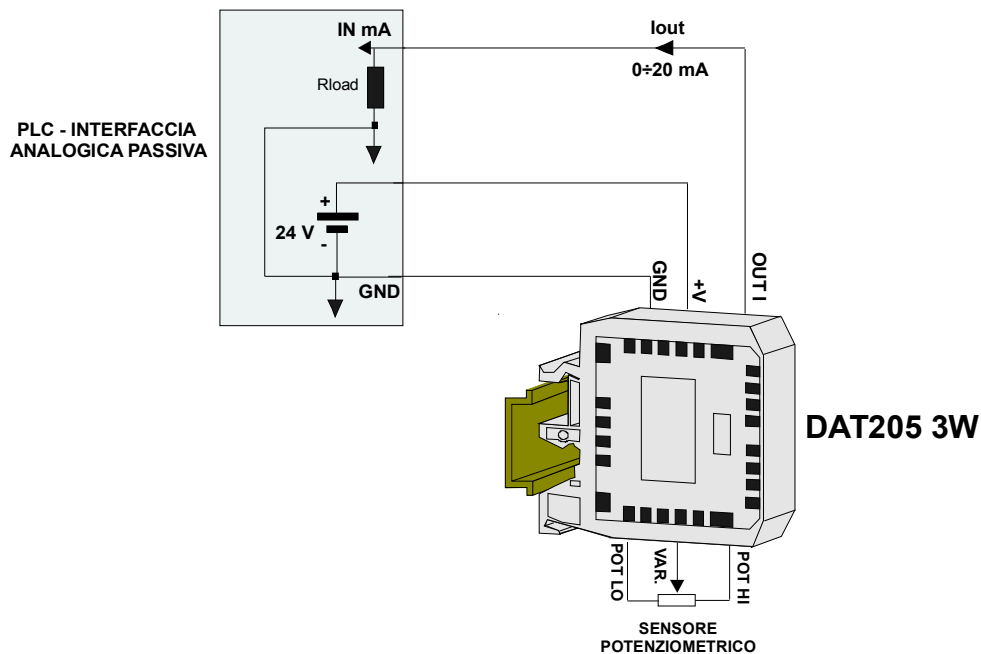 IN mA
Iout
0÷20 mA
Rload
PLC - INTERFACCIA
ANALOGICA PASSIVA
+
24 V
-
GND
GND
+V
OUT I
DAT205 3W
POT LO
VAR.
POT HI
SENSORE
POTENZIOMETRICO